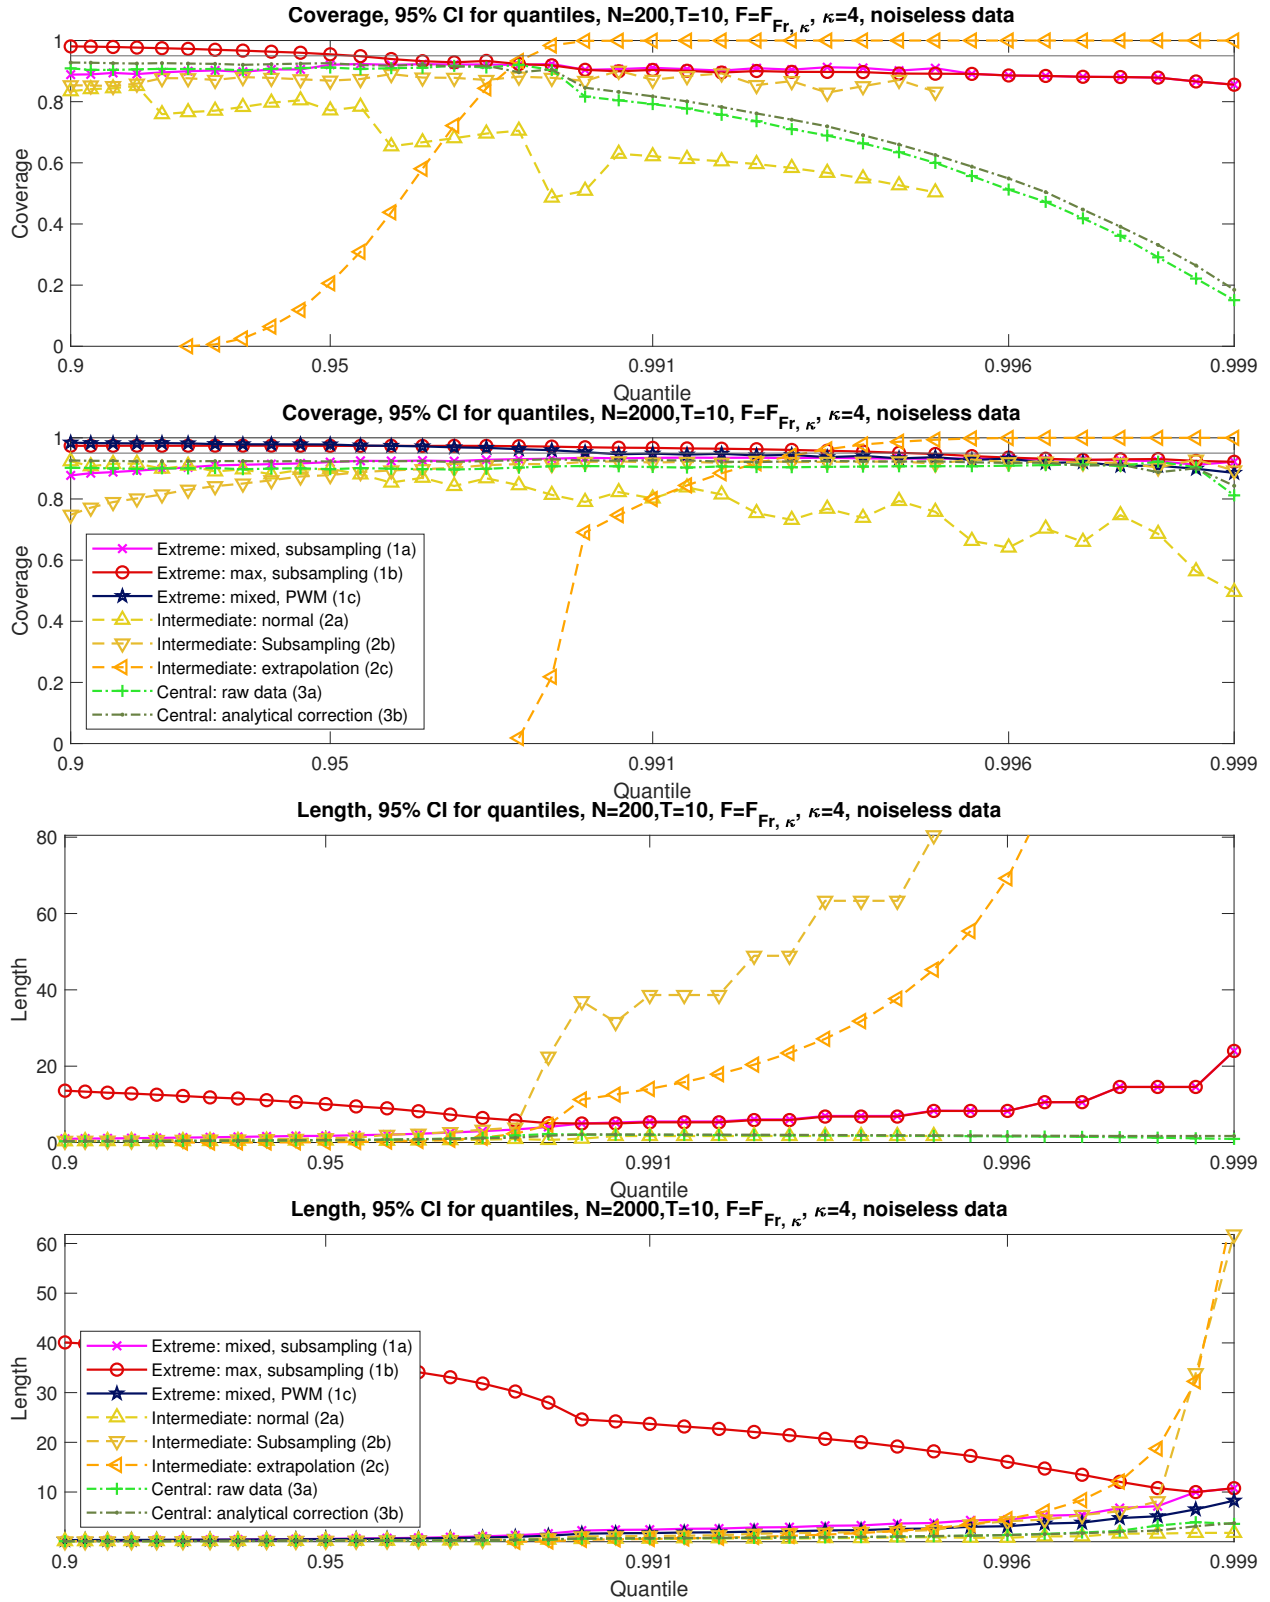 Coverage, 95% CI for quantiles, N=200,T=10, F=F_Fr, κ, κ=4, noiseless data
1
0.8
0.6
0.4
0.2
0
Coverage
0.9
0.95
0.991
0.996
0.999
Quantile
Coverage, 95% CI for quantiles, N=2000,T=10, F=F_Fr, κ, κ=4, noiseless data
1
0.8
0.6
0.4
0.2
0
Coverage
Extreme: mixed, subsampling (1a)
Extreme: max, subsampling (1b)
Extreme: mixed, PWM (1c)
Intermediate: normal (2a)
Intermediate: Subsampling (2b)
Intermediate: extrapolation (2c)
Central: raw data (3a)
Central: analytical correction (3b)
0.9
0.95
0.991
0.996
0.999
Quantile
Length, 95% CI for quantiles, N=200,T=10, F=F_Fr, κ, κ=4, noiseless data
80
60
40
20
0
Length
0.9
0.95
0.991
0.996
0.999
Quantile
Length, 95% CI for quantiles, N=2000,T=10, F=F_Fr, κ, κ=4, noiseless data
60
50
40
30
20
10
Length
Extreme: mixed, subsampling (1a)
Extreme: max, subsampling (1b)
Extreme: mixed, PWM (1c)
Intermediate: normal (2a)
Intermediate: Subsampling (2b)
Intermediate: extrapolation (2c)
Central: raw data (3a)
Central: analytical correction (3b)
0.9
0.95
0.991
0.996
0.999
Quantile